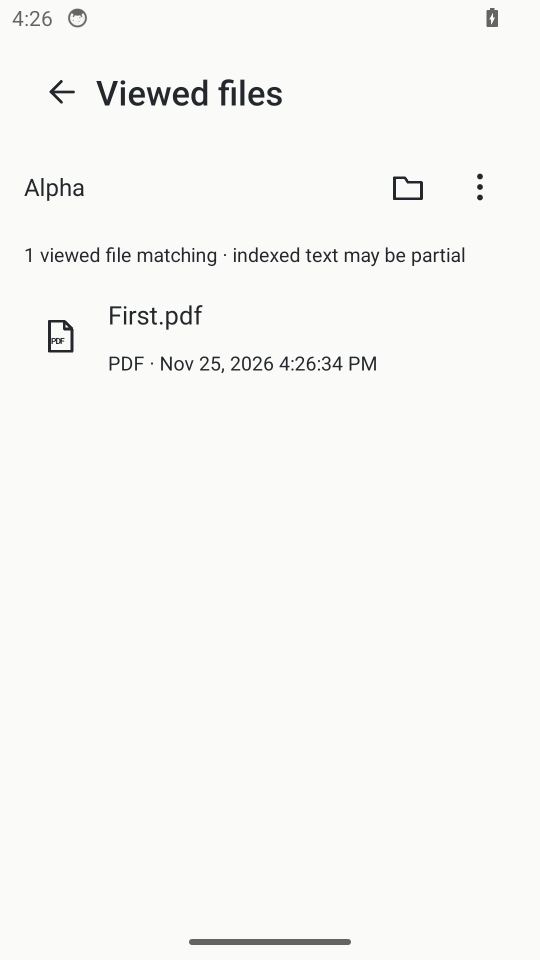 4:26
Viewed files
Alpha
1 viewed file matching · indexed text may be partial
First.pdf
PDF
PDF · Nov 25, 2026 4:26:34 PM